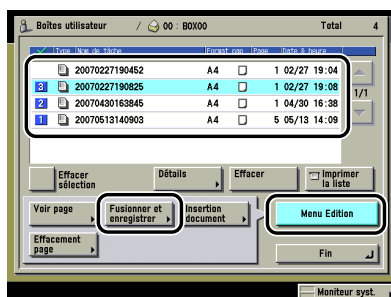 Boîtes utilisateur / 00 : BOX00 Total 4
Type Nom de tâche Format pap Page Date & heure
20070227190452 A4 1 02/27 19:04
3 20070227190825 A4 1 02/27 19:08
2 20070430163845 A4 1 04/30 16:38
1 20070513140903 A4 5 05/13 14:09
1/1
Effacer sélection
Détails
Effacer
Imprimer la liste
Voir page
Fusionner et enregistrer
Insertion document
Menu Edition
Effacement page
Fin
Moniteur syst.